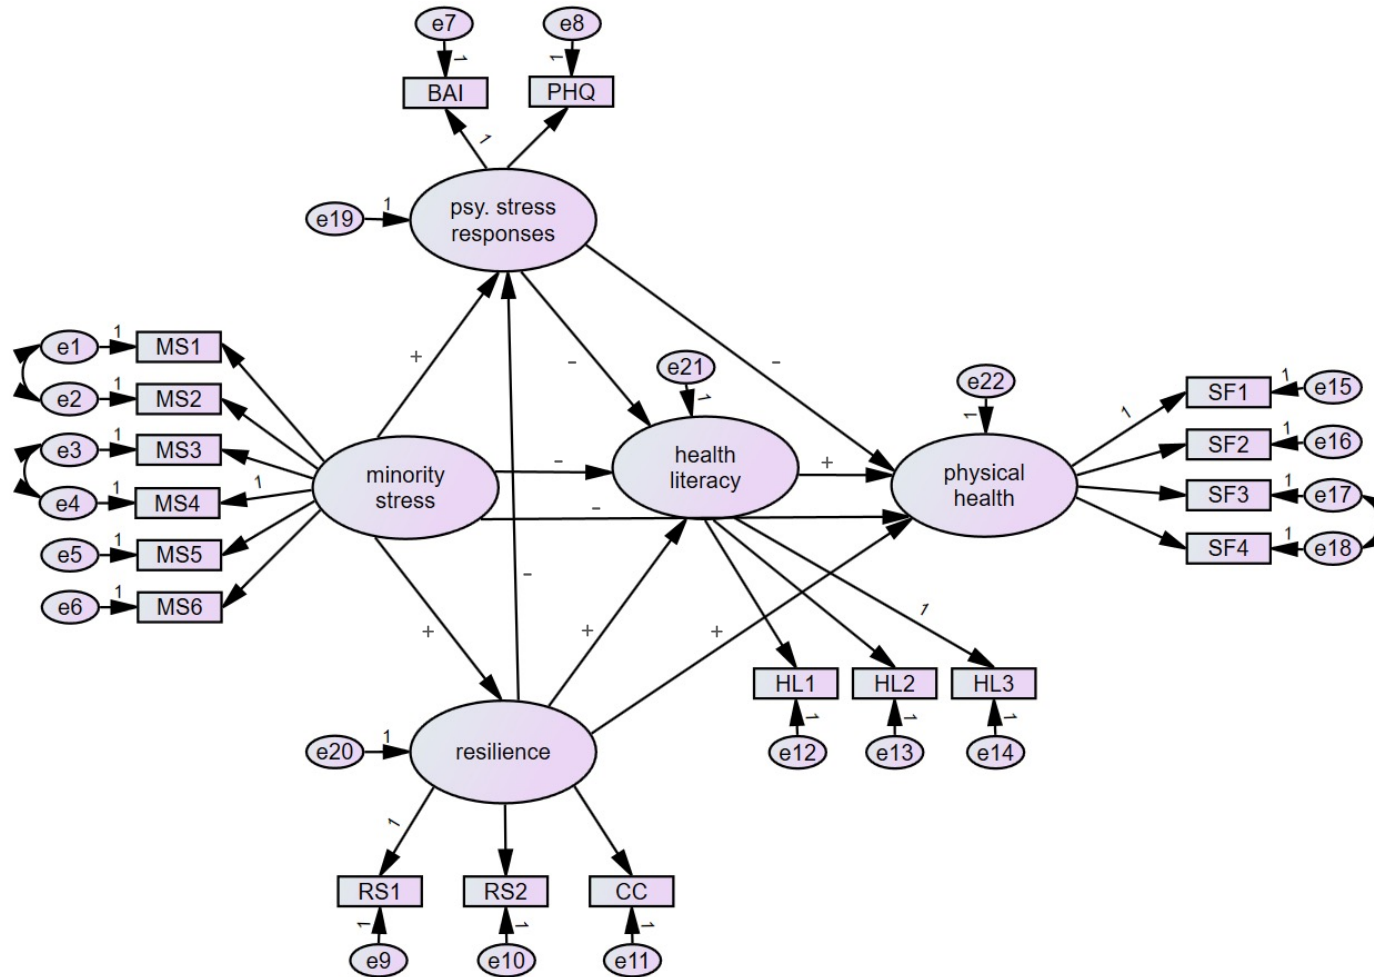 e7
e8
1
1
BAI
PHQ
1
e19
1
psy. stress
responses
e1
1
MS1
+
-
-
e21
1
e22
1
e2
1
MS2
e3
1
MS3
e4
1
MS4
1
e5
1
MS5
e6
1
MS6
minority
stress
-
-
health
literacy
+
physical
health
1
SF1
1
e15
SF2
1
e16
SF3
1
e17
SF4
1
e18
+
-
+
+
1
HL1
HL2
HL3
1
1
1
e12
e13
e14
e20
1
resilience
1
RS1
RS2
CC
1
1
1
e9
e10
e11